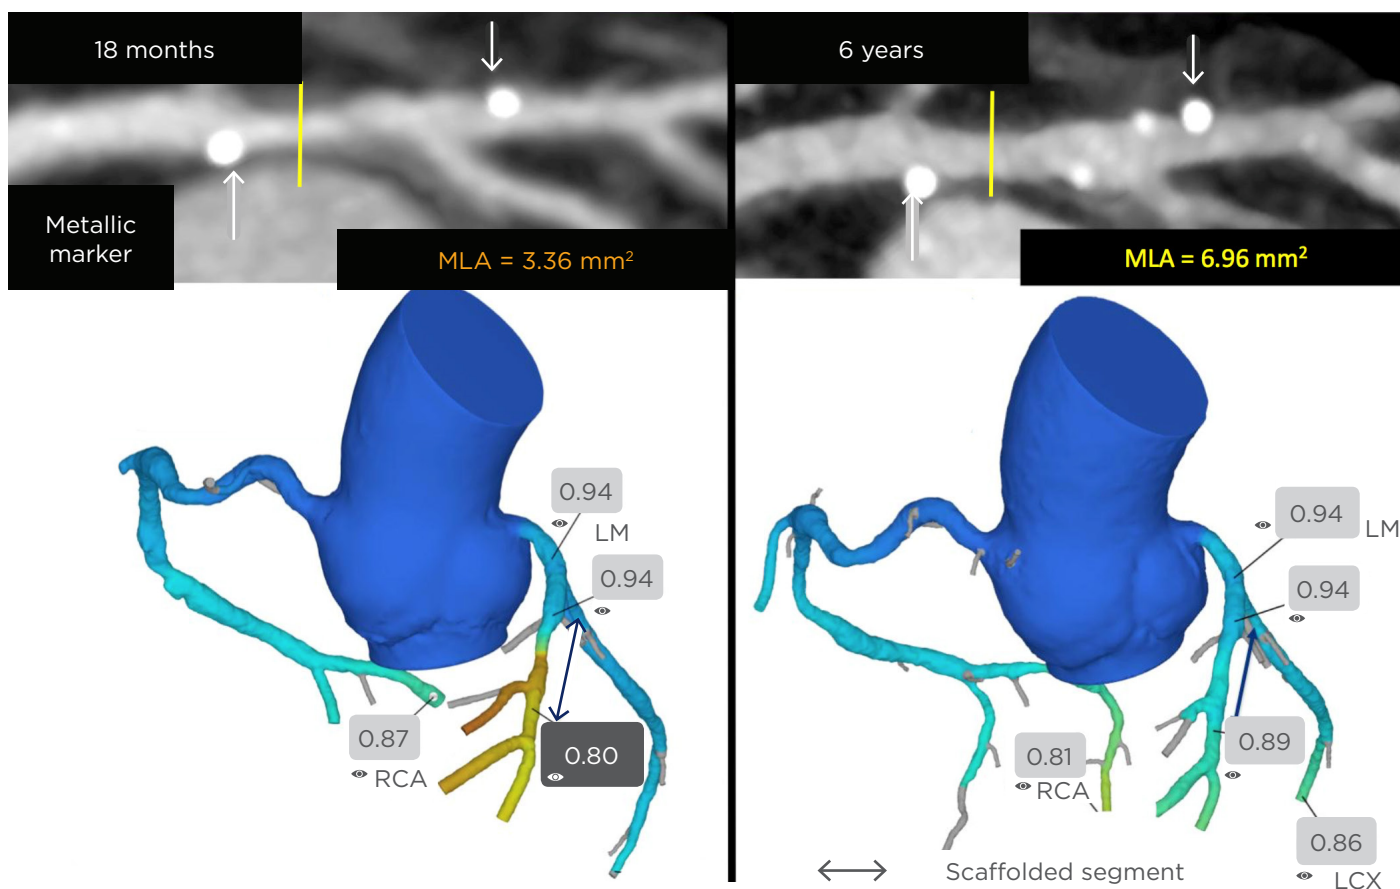 18 months
6 years
Metallic
marker
MLA = 3.36 mm²
MLA = 6.96 mm²
0.94
LM
0.94
0.87
RCA
0.80
0.94
LM
0.94
0.81
RCA
0.89
0.86
LCX
Scaffolded segment